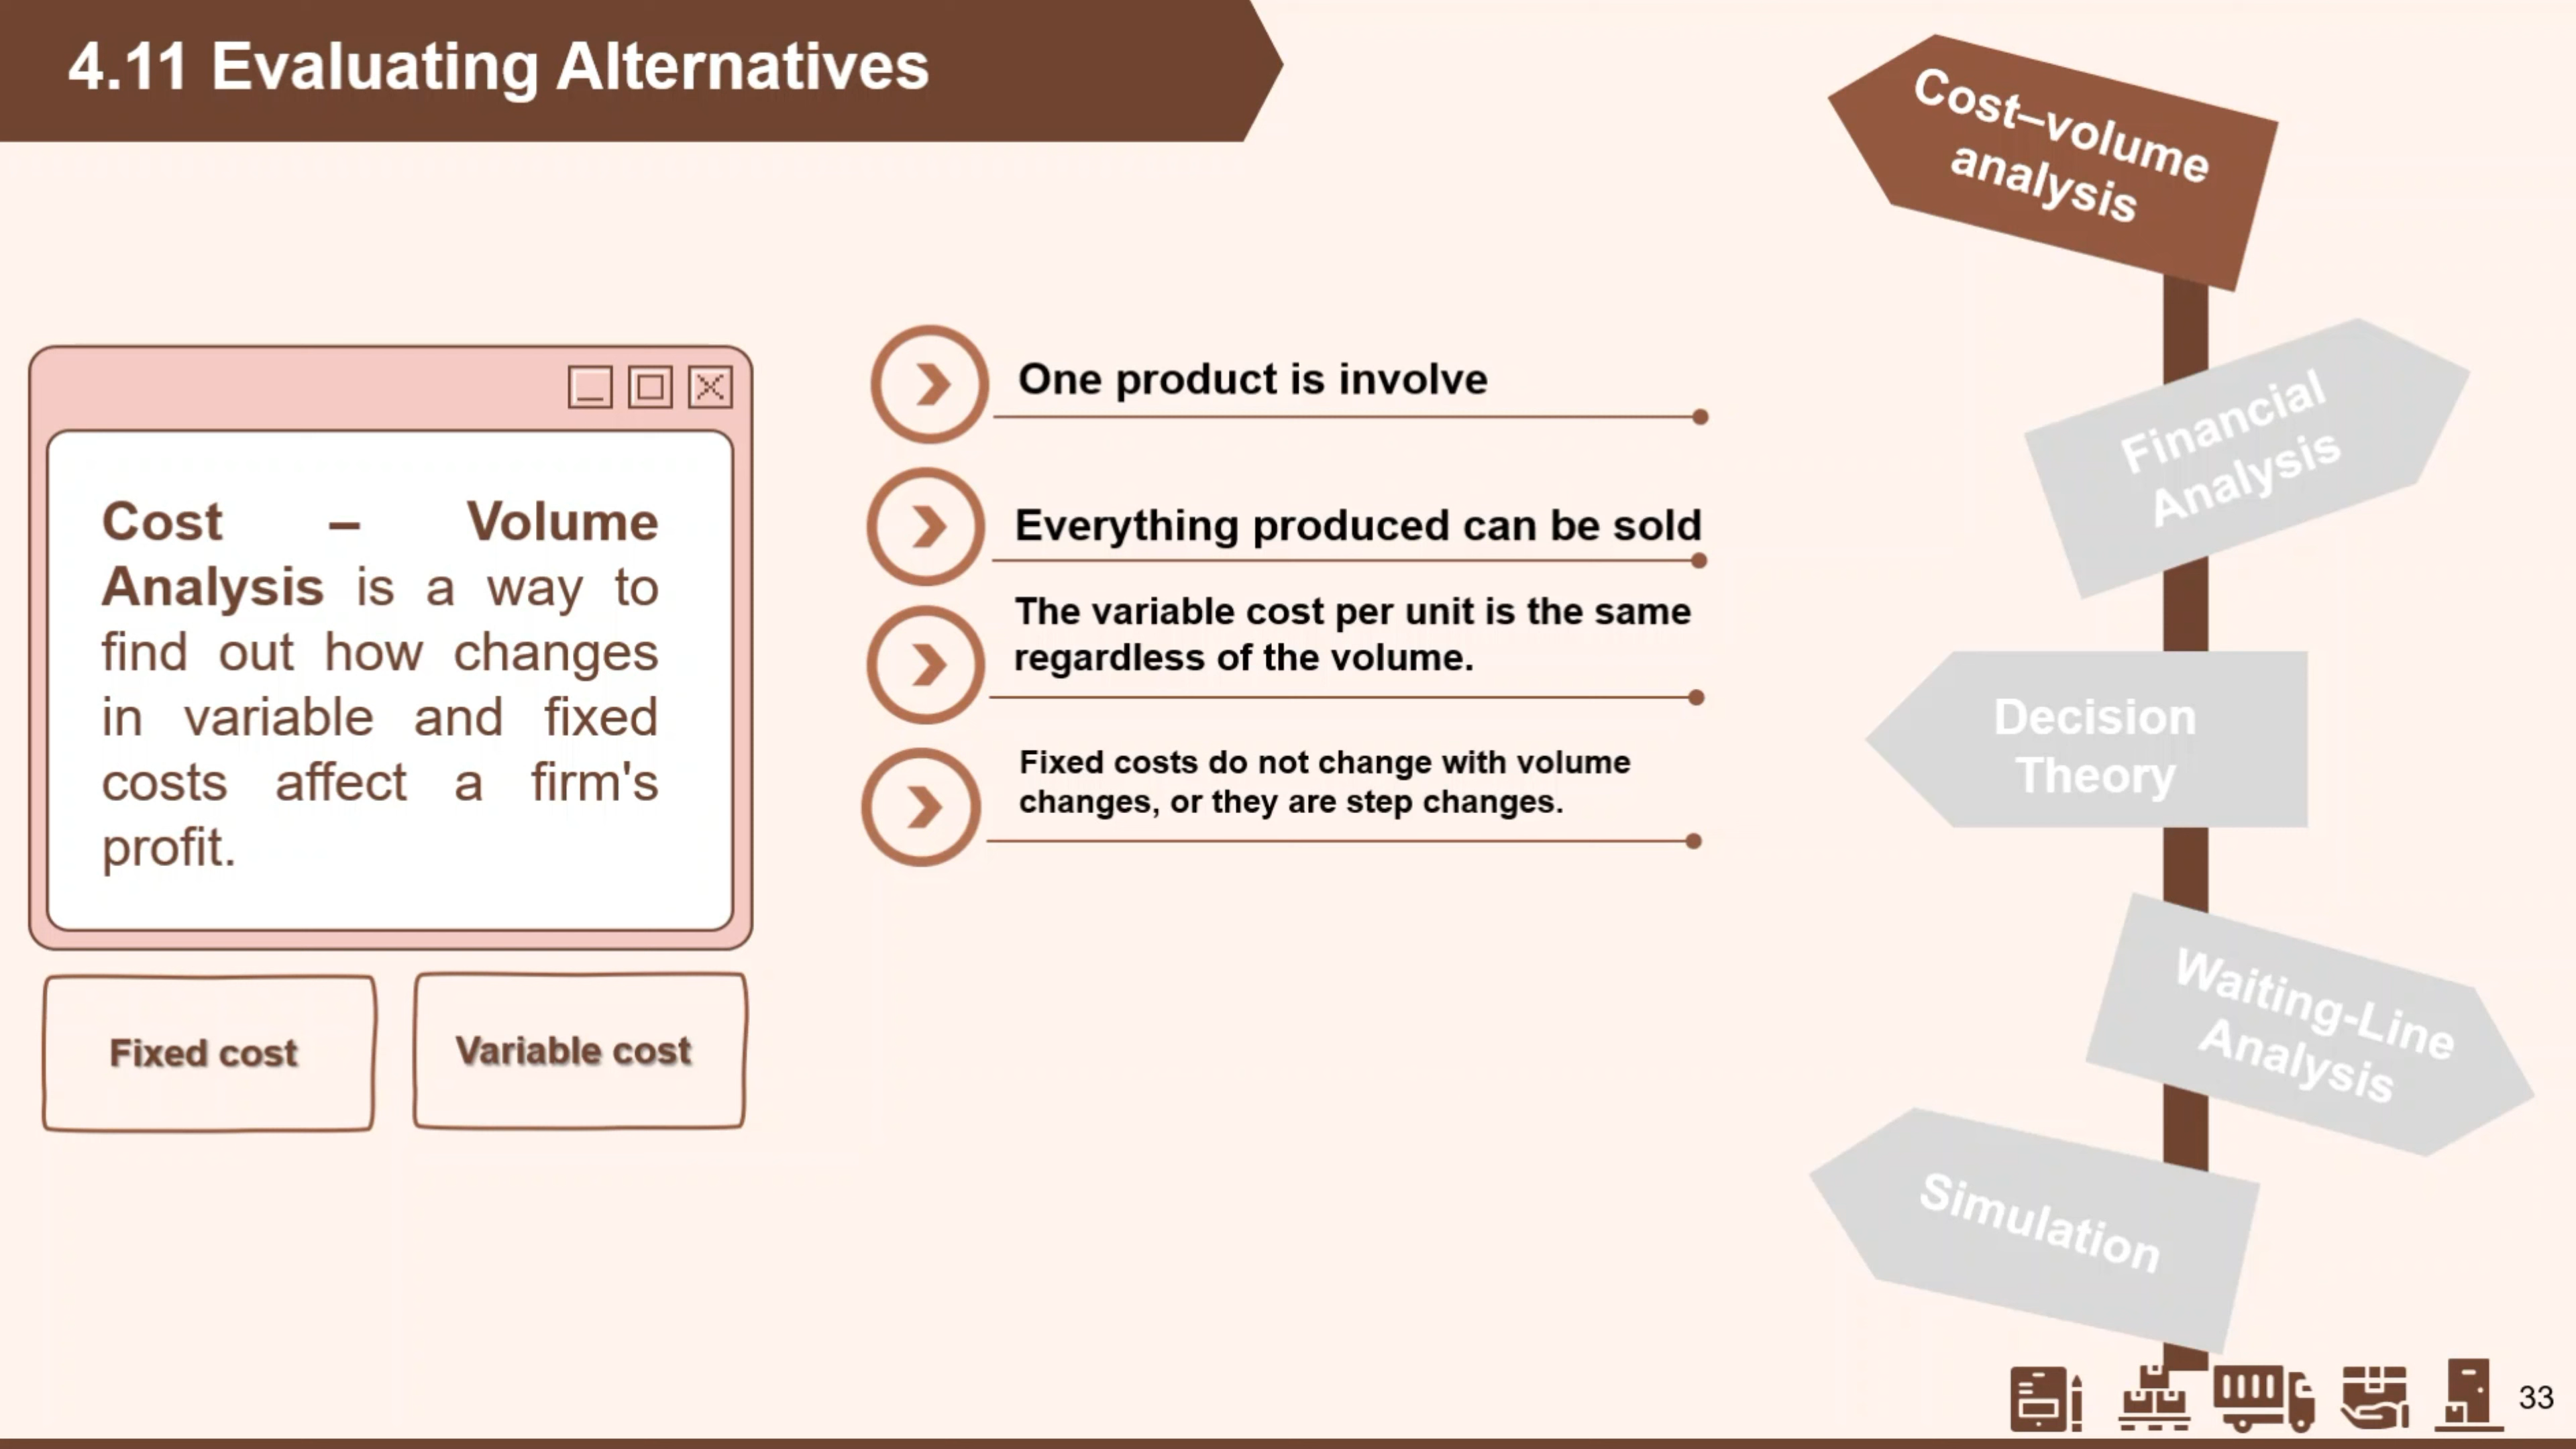 4.11 Evaluating Alternatives
Cost – Volume
Analysis is a way to
find out how changes
in variable and fixed
costs affect a firm's
profit.
Fixed cost
Variable cost
One product is involve
Everything produced can be sold
The variable cost per unit is the same
regardless of the volume.
Fixed costs do not change with volume
changes, or they are step changes.
Cost–volume
analysis
Financial
Analysis
Decision
Theory
Waiting-Line
Analysis
Simulation
33